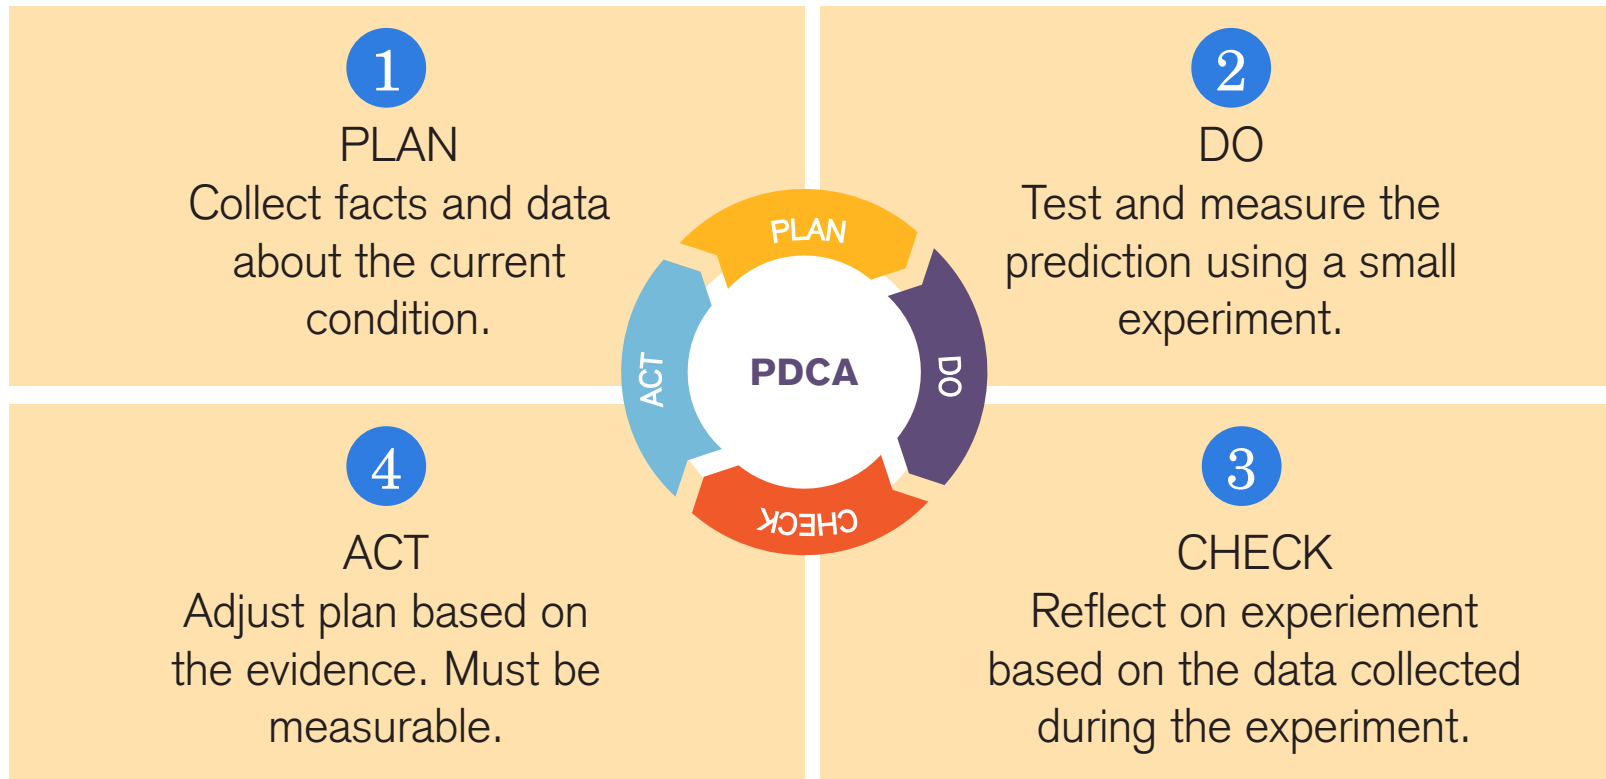 1
PLAN
Collect facts and data
about the current
condition.
2
DO
Test and measure the
prediction using a small
experiment.
PLAN
DO
CHECK
ACT
PDCA
4
ACT
Adjust plan based on
the evidence. Must be
measurable.
3
CHECK
Reflect on experiement
based on the data collected
during the experiment.